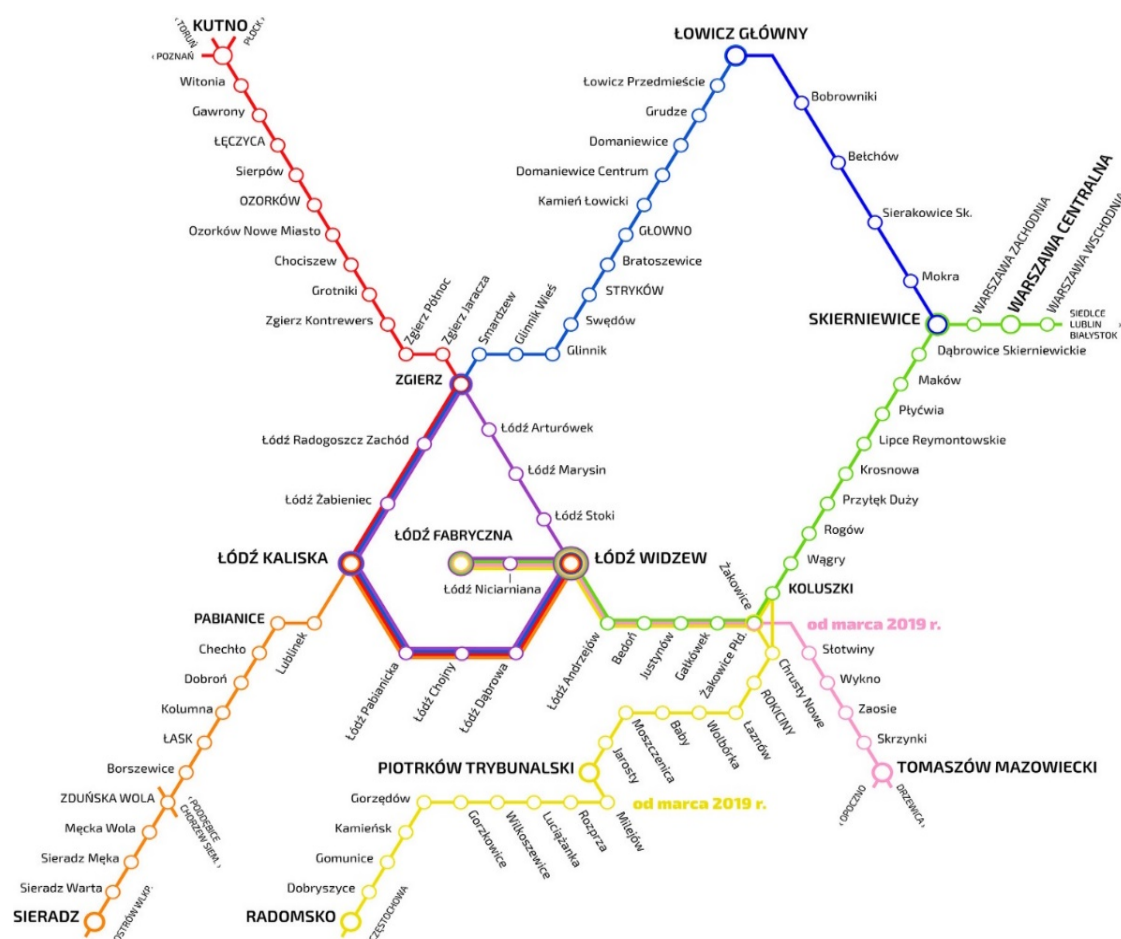 ‹ TORUŃ
KUTNO
PŁOCK ›
‹ POZNAŃ
Witonia
Gawrony
ŁĘCZYCA
Sierpów
OZORKÓW
Ozorków Nowe Miasto
Chociszew
Grotniki
Zgierz Kontrewers
Zgierz Północ
Zgierz Jaracza
ZGIERZ
Smardzew
Glinnik Wieś
Glinnik
Swędów
STRYKÓW
Bratoszewice
GŁOWNO
Kamień Łowicki
Domaniewice Centrum
Domaniewice
Grudze
Łowicz Przedmieście
ŁOWICZ GŁÓWNY
Bobrowniki
Bełchów
Sierakowice Sk.
Mokra
SKIERNIEWICE
WARSZAWA ZACHODNIA
WARSZAWA CENTRALNA
WARSZAWA WSCHODNIA
SIEDLCE
LUBLIN
BIAŁYSTOK ›
Dąbrowice Skierniewickie
Maków
Płyćwia
Lipce Reymontowskie
Krosnowa
Przyłęk Duży
Rogów
Wągry
KOLUSZKI
Żakowice
Łódź Radogoszcz Zachód
Łódź Żabieniec
ŁÓDŹ KALISKA
Łódź Arturówek
Łódź Marysin
Łódź Stoki
ŁÓDŹ FABRYCZNA
Łódź Niciarniana
ŁÓDŹ WIDZEW
Łódź Pabianicka
Łódź Chojny
Łódź Dąbrowa
Łódź Andrzejów
Bedoń
Justynów
Gałkówek
Żakowice Płd.
od marca 2019 r.
Słotwiny
Wykno
Zaosie
Skrzynki
TOMASZÓW MAZOWIECKI
‹ OPOCZNO
DRZEWICA ›
Chrusty Nowe
ROKICINY
Łaznów
Wolbórka
Baby
Moszczenica
Jarosty
PIOTRKÓW TRYBUNALSKI
od marca 2019 r.
Milejów
Rozprza
Luciążanka
Wilkoszewice
Gorzkowice
Gorzędów
Kamieńsk
Gomunice
Dobryszyce
RADOMSKO
CZĘSTOCHOWA
PABIANICE
Lublinek
Chechło
Dobroń
Kolumna
ŁASK
Borszewice
ZDUŃSKA WOLA
‹ PODDĘBICE
CHORZEW SIEM. ›
Męcka Wola
Sieradz Męka
Sieradz Warta
SIERADZ
OSTRÓW WLKP.